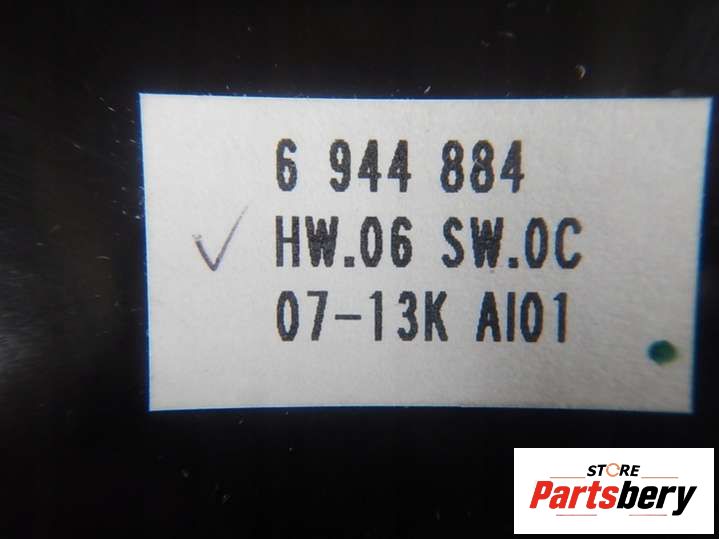 6 944 884
HW.06 SW.0C
07-13K AI01
STORE
Partsbery